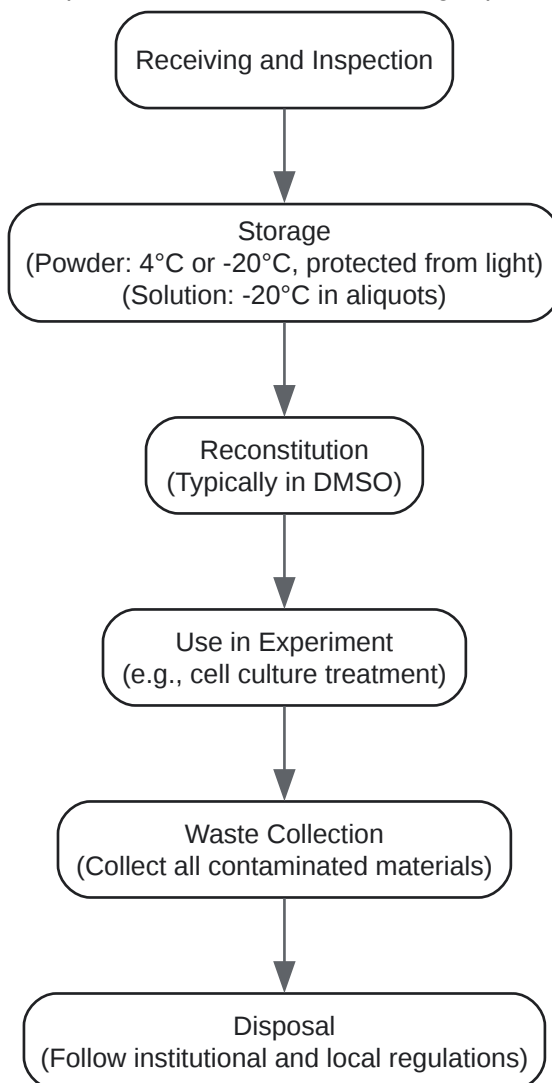 Receiving and Inspection
Storage
(Powder: 4°C or -20°C, protected from light)
(Solution: -20°C in aliquots)
Reconstitution
(Typically in DMSO)
Use in Experiment
(e.g., cell culture treatment)
Waste Collection
(Collect all contaminated materials)
Disposal
(Follow institutional and local regulations)